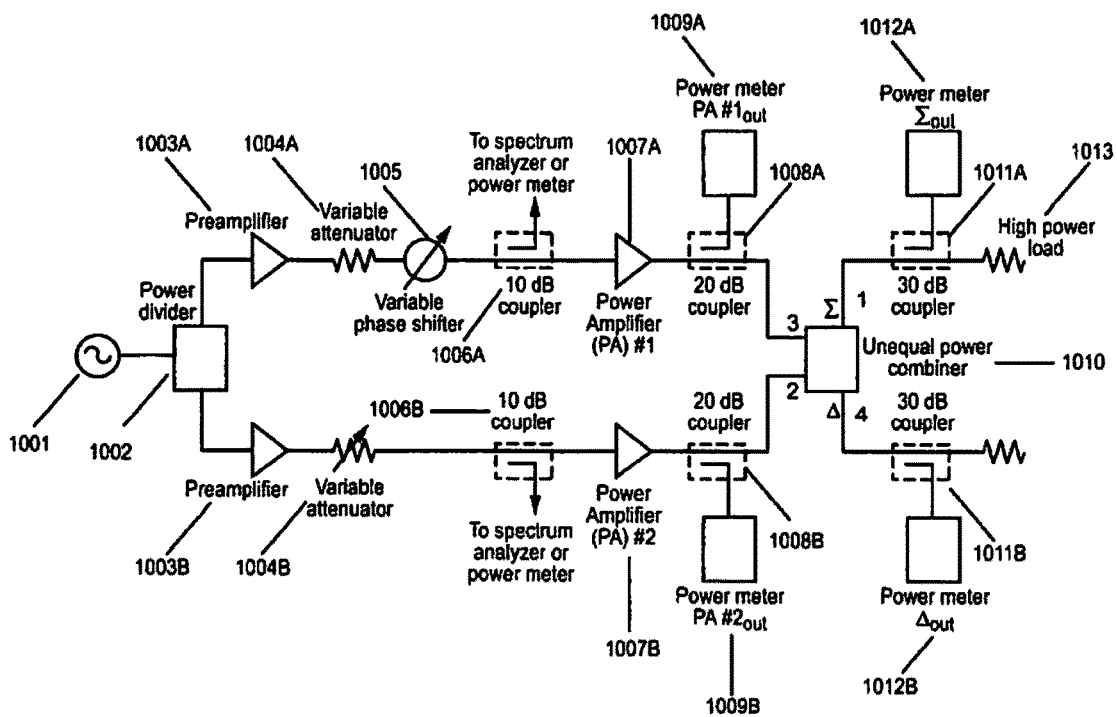 1009A
1012A
Power meter
PA #1out
Power meter
Σout
1003A
1004A
1005
To spectrum
analyzer or
power meter
1007A
1008A
1011A
1013
Preamplifier
Variable
attenuator
High power
load
Power
divider
Variable
phase shifter
10 dB
coupler
1006A
Power
Amplifier
(PA) #1
20 dB
coupler
30 dB
coupler
Σ
1
3
Unequal power
combiner
1010
2
Δ
4
1001
1002
1006B
10 dB
coupler
20 dB
coupler
30 dB
coupler
Preamplifier
Variable
attenuator
To spectrum
analyzer or
power meter
Power
Amplifier
(PA) #2
1008B
1011B
1003B
1004B
Power meter
PA #2out
Power meter
Δout
1007B
1009B
1012B